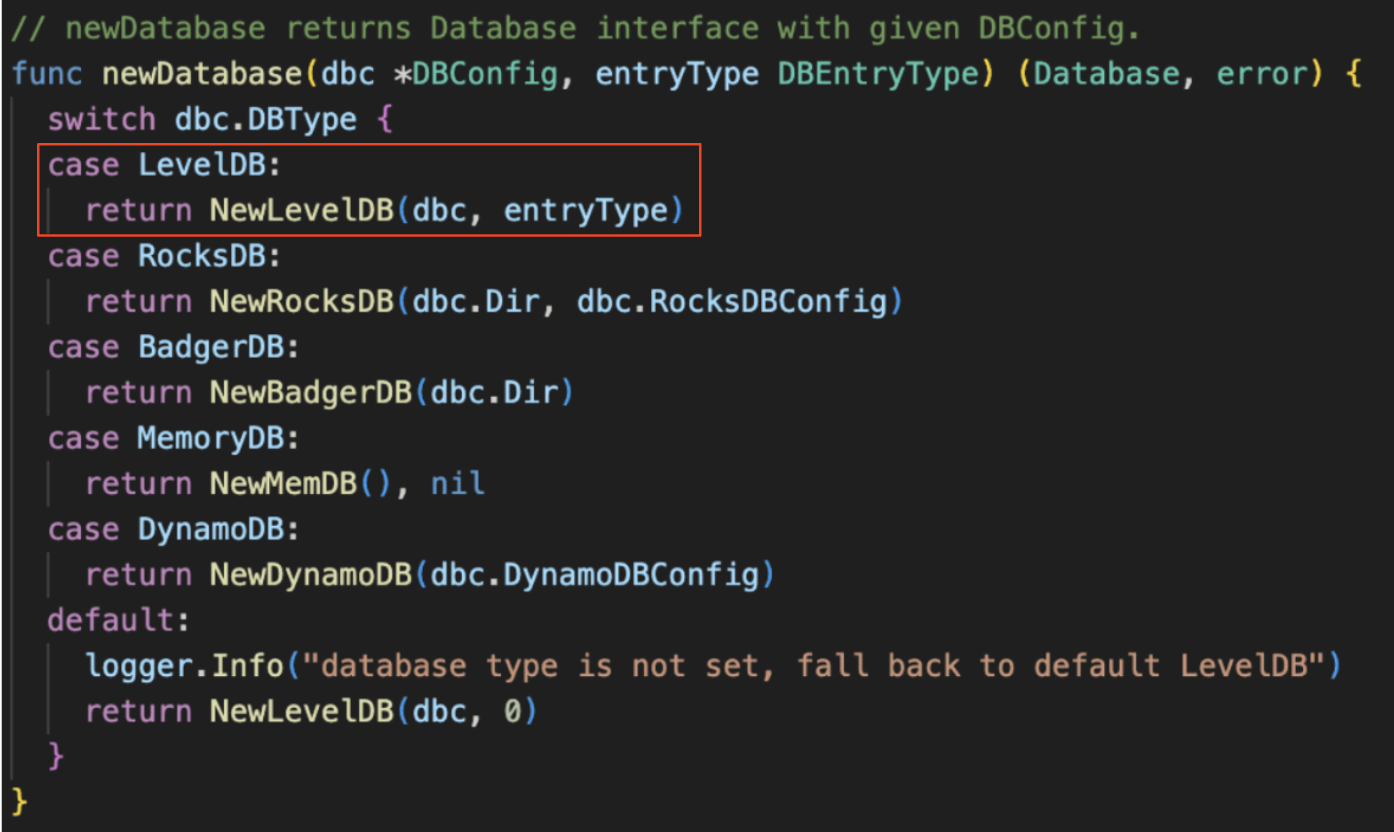 // newDatabase returns Database interface with given DBConfig.
func newDatabase(dbc *DBConfig, entryType DBEntryType) (Database, error) {
switch dbc.DBType {
case LevelDB:
return NewLevelDB(dbc, entryType)
case RocksDB:
return NewRocksDB(dbc.Dir, dbc.RocksDBConfig)
case BadgerDB:
return NewBadgerDB(dbc.Dir)
case MemoryDB:
return NewMemDB(), nil
case DynamoDB:
return NewDynamoDB(dbc.DynamoDBConfig)
default:
logger.Info("database type is not set, fall back to default LevelDB")
return NewLevelDB(dbc, 0)
}
}